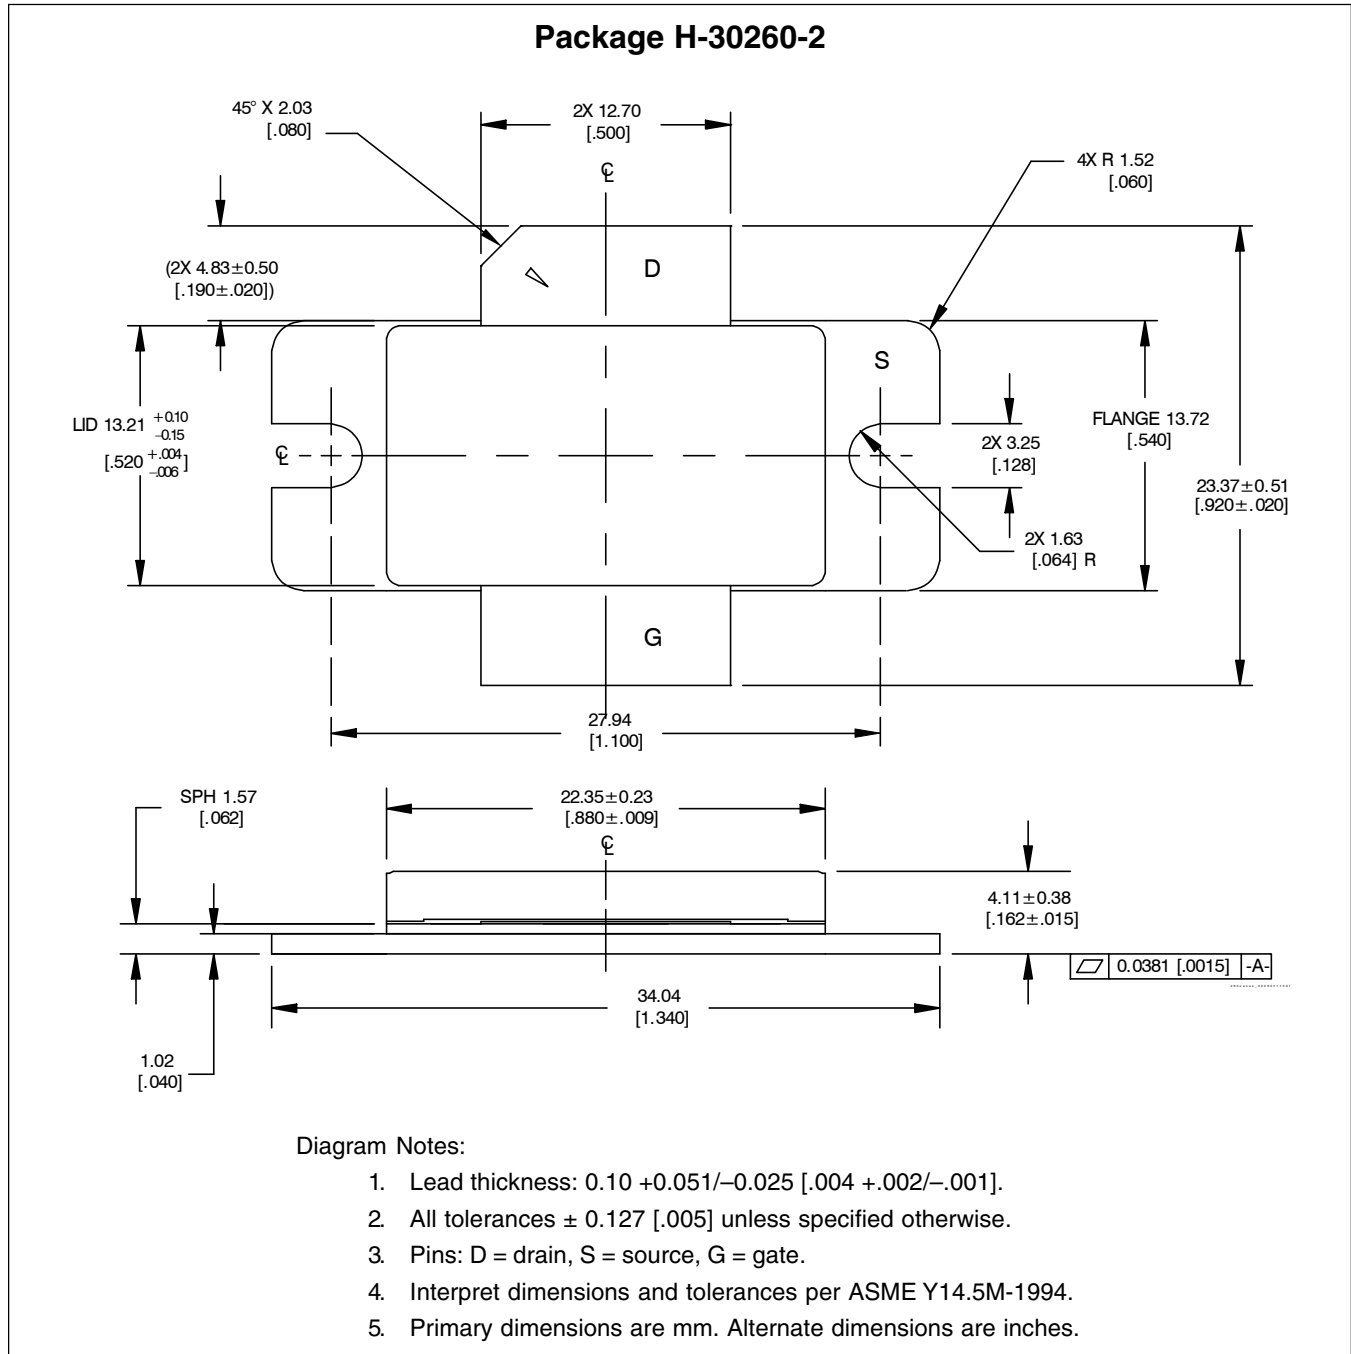 Package H-30260-2
45° X 2.03
[.080]
2X 12.70
[.500]
℄
4X R 1.52
[.060]
(2X 4.83±0.50
[.190±.020])
D
S
LID 13.21 +0.10
–0.15
[.520 +.004
–.006 ]
℄
2X 3.25
[.128]
FLANGE 13.72
[.540]
23.37±0.51
[.920±.020]
2X 1.63
[.064] R
G
27.94
[1.100]
SPH 1.57
[.062]
22.35±0.23
[.880±.009]
℄
4.11±0.38
[.162±.015]
0.0381 [.0015] -A-
34.04
[1.340]
1.02
[.040]
Diagram Notes:
1. Lead thickness: 0.10 +0.051/–0.025 [.004 +.002/–.001].
2. All tolerances ± 0.127 [.005] unless specified otherwise.
3. Pins: D = drain, S = source, G = gate.
4. Interpret dimensions and tolerances per ASME Y14.5M-1994.
5. Primary dimensions are mm. Alternate dimensions are inches.